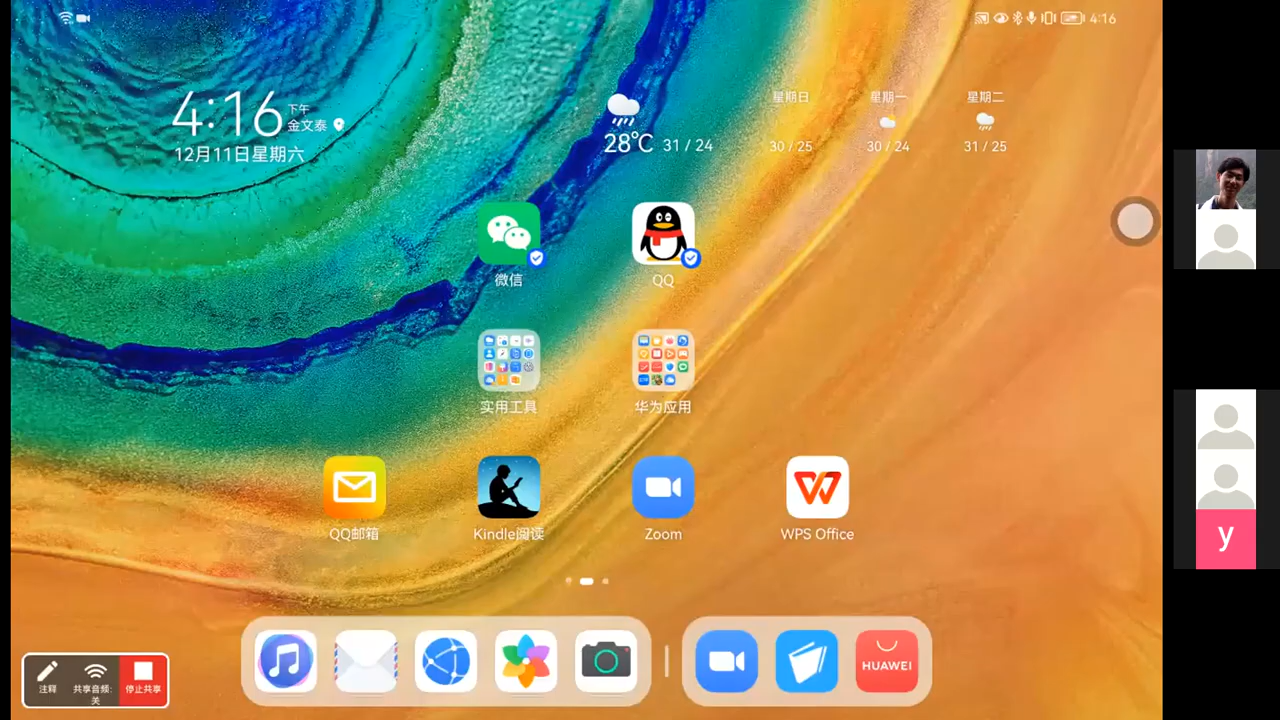 4:16
4:16 下午
金文泰
12月11日星期六
28°C 31 / 24
星期日
30 / 25
星期一
30 / 24
星期二
31 / 25
微信
QQ
实用工具
华为应用
QQ邮箱
Kindle阅读
Zoom
WPS Office
HUAWEI
注释
共享音频:
关
停止共享
y